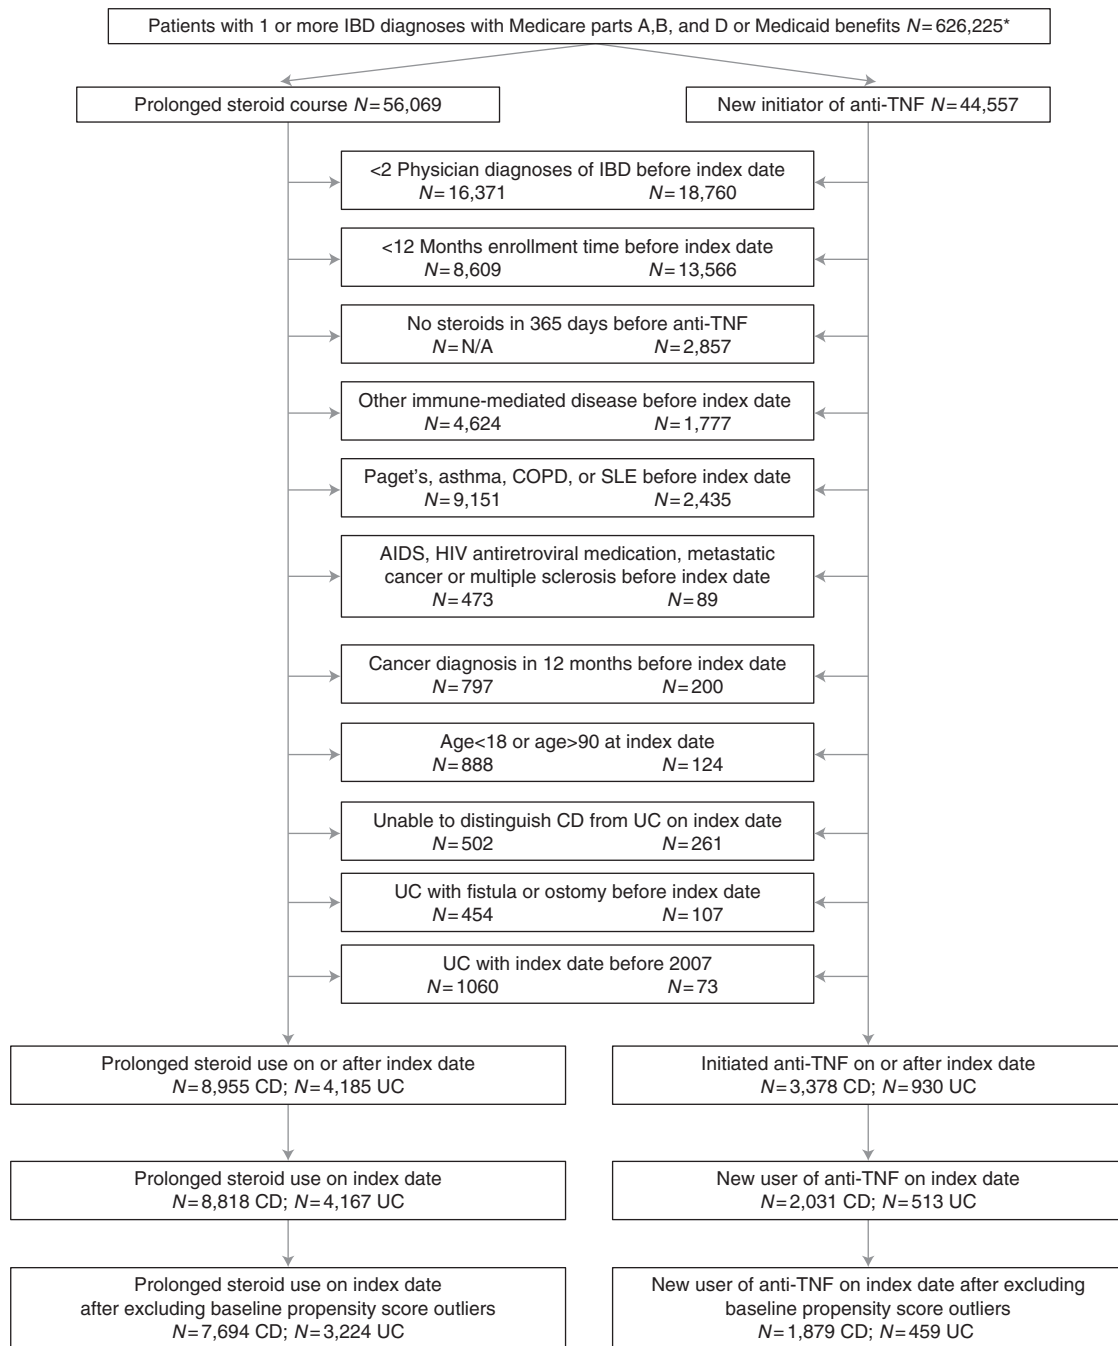 Patients with 1 or more IBD diagnoses with Medicare parts A,B, and D or Medicaid benefits N=626,225*
Prolonged steroid course N=56,069
New initiator of anti-TNF N=44,557
<2 Physician diagnoses of IBD before index date
N=16,371 N=18,760
<12 Months enrollment time before index date
N=8,609 N=13,566
No steroids in 365 days before anti-TNF
N=N/A N=2,857
Other immune-mediated disease before index date
N=4,624 N=1,777
Paget's, asthma, COPD, or SLE before index date
N=9,151 N=2,435
AIDS, HIV antiretroviral medication, metastatic
cancer or multiple sclerosis before index date
N=473 N=89
Cancer diagnosis in 12 months before index date
N=797 N=200
Age<18 or age>90 at index date
N=888 N=124
Unable to distinguish CD from UC on index date
N=502 N=261
UC with fistula or ostomy before index date
N=454 N=107
UC with index date before 2007
N=1060 N=73
Prolonged steroid use on or after index date
N=8,955 CD; N=4,185 UC
Initiated anti-TNF on or after index date
N=3,378 CD; N=930 UC
Prolonged steroid use on index date
N=8,818 CD; N=4,167 UC
New user of anti-TNF on index date
N=2,031 CD; N=513 UC
Prolonged steroid use on index date
after excluding baseline propensity score outliers
N=7,694 CD; N=3,224 UC
New user of anti-TNF on index date after excluding
baseline propensity score outliers
N=1,879 CD; N=459 UC